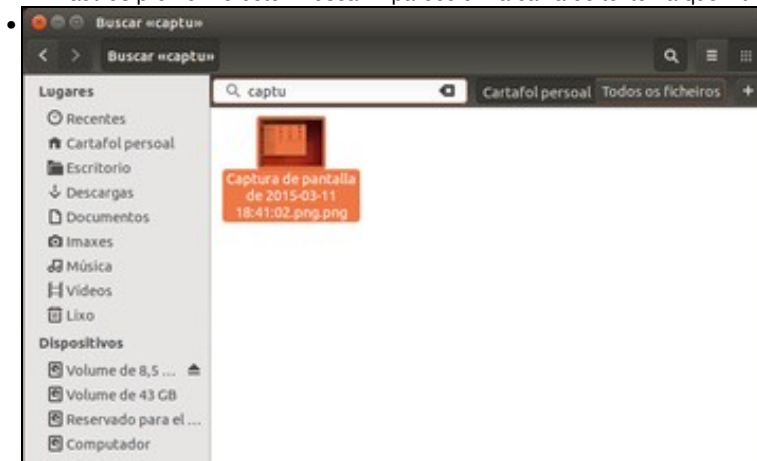 Buscar «captu»
Buscar «captu»
Lugares
captu
Cartafol persoal
Todos os ficheiros
+
Recentes
Cartafol persoal
Escritorio
Descargas
Documentos
Imaxes
Música
Vídeos
Lixo
Dispositivos
Volume de 8,5 ...
Volume de 43 GB
Reservado para el ...
Computador
Captura de pantalla
de 2015-03-11
18:41:02.png.png